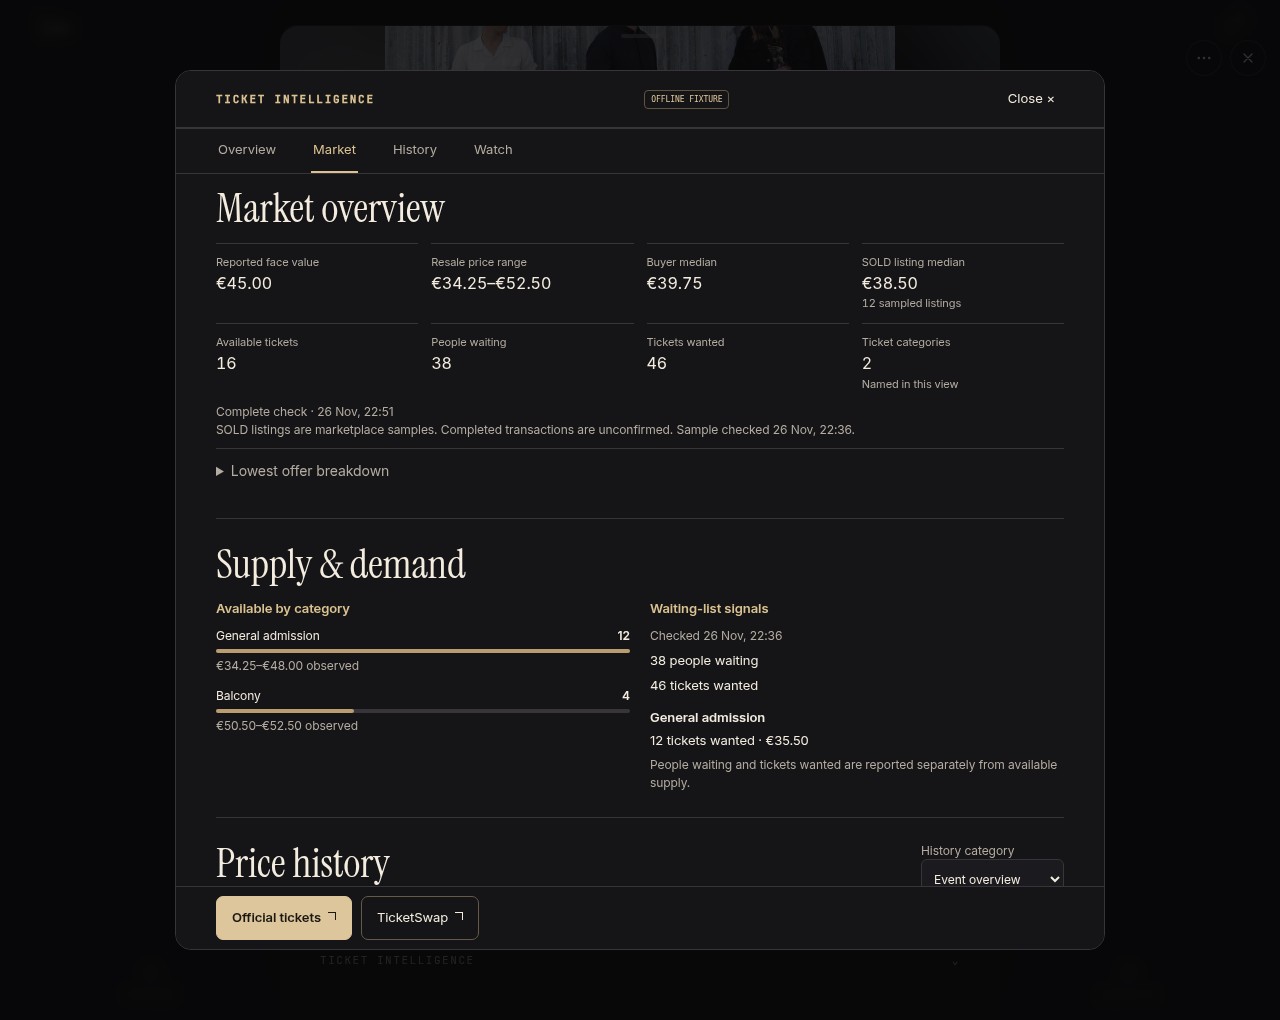 TICKET INTELLIGENCE
OFFLINE FIXTURE
Close ×
Overview
Market
History
Watch
Market overview
Reported face value
€45.00
Resale price range
€34.25–€52.50
Buyer median
€39.75
SOLD listing median
€38.50
12 sampled listings
Available tickets
16
People waiting
38
Tickets wanted
46
Ticket categories
2
Named in this view
Complete check · 26 Nov, 22:51
SOLD listings are marketplace samples. Completed transactions are unconfirmed. Sample checked 26 Nov, 22:36.
Lowest offer breakdown
Supply & demand
Available by category
General admission 12
€34.25–€48.00 observed
Balcony 4
€50.50–€52.50 observed
Waiting-list signals
Checked 26 Nov, 22:36
38 people waiting
46 tickets wanted
General admission
12 tickets wanted · €35.50
People waiting and tickets wanted are reported separately from available
supply.
Price history
History category
Event overview
Official tickets
TicketSwap
TICKET INTELLIGENCE